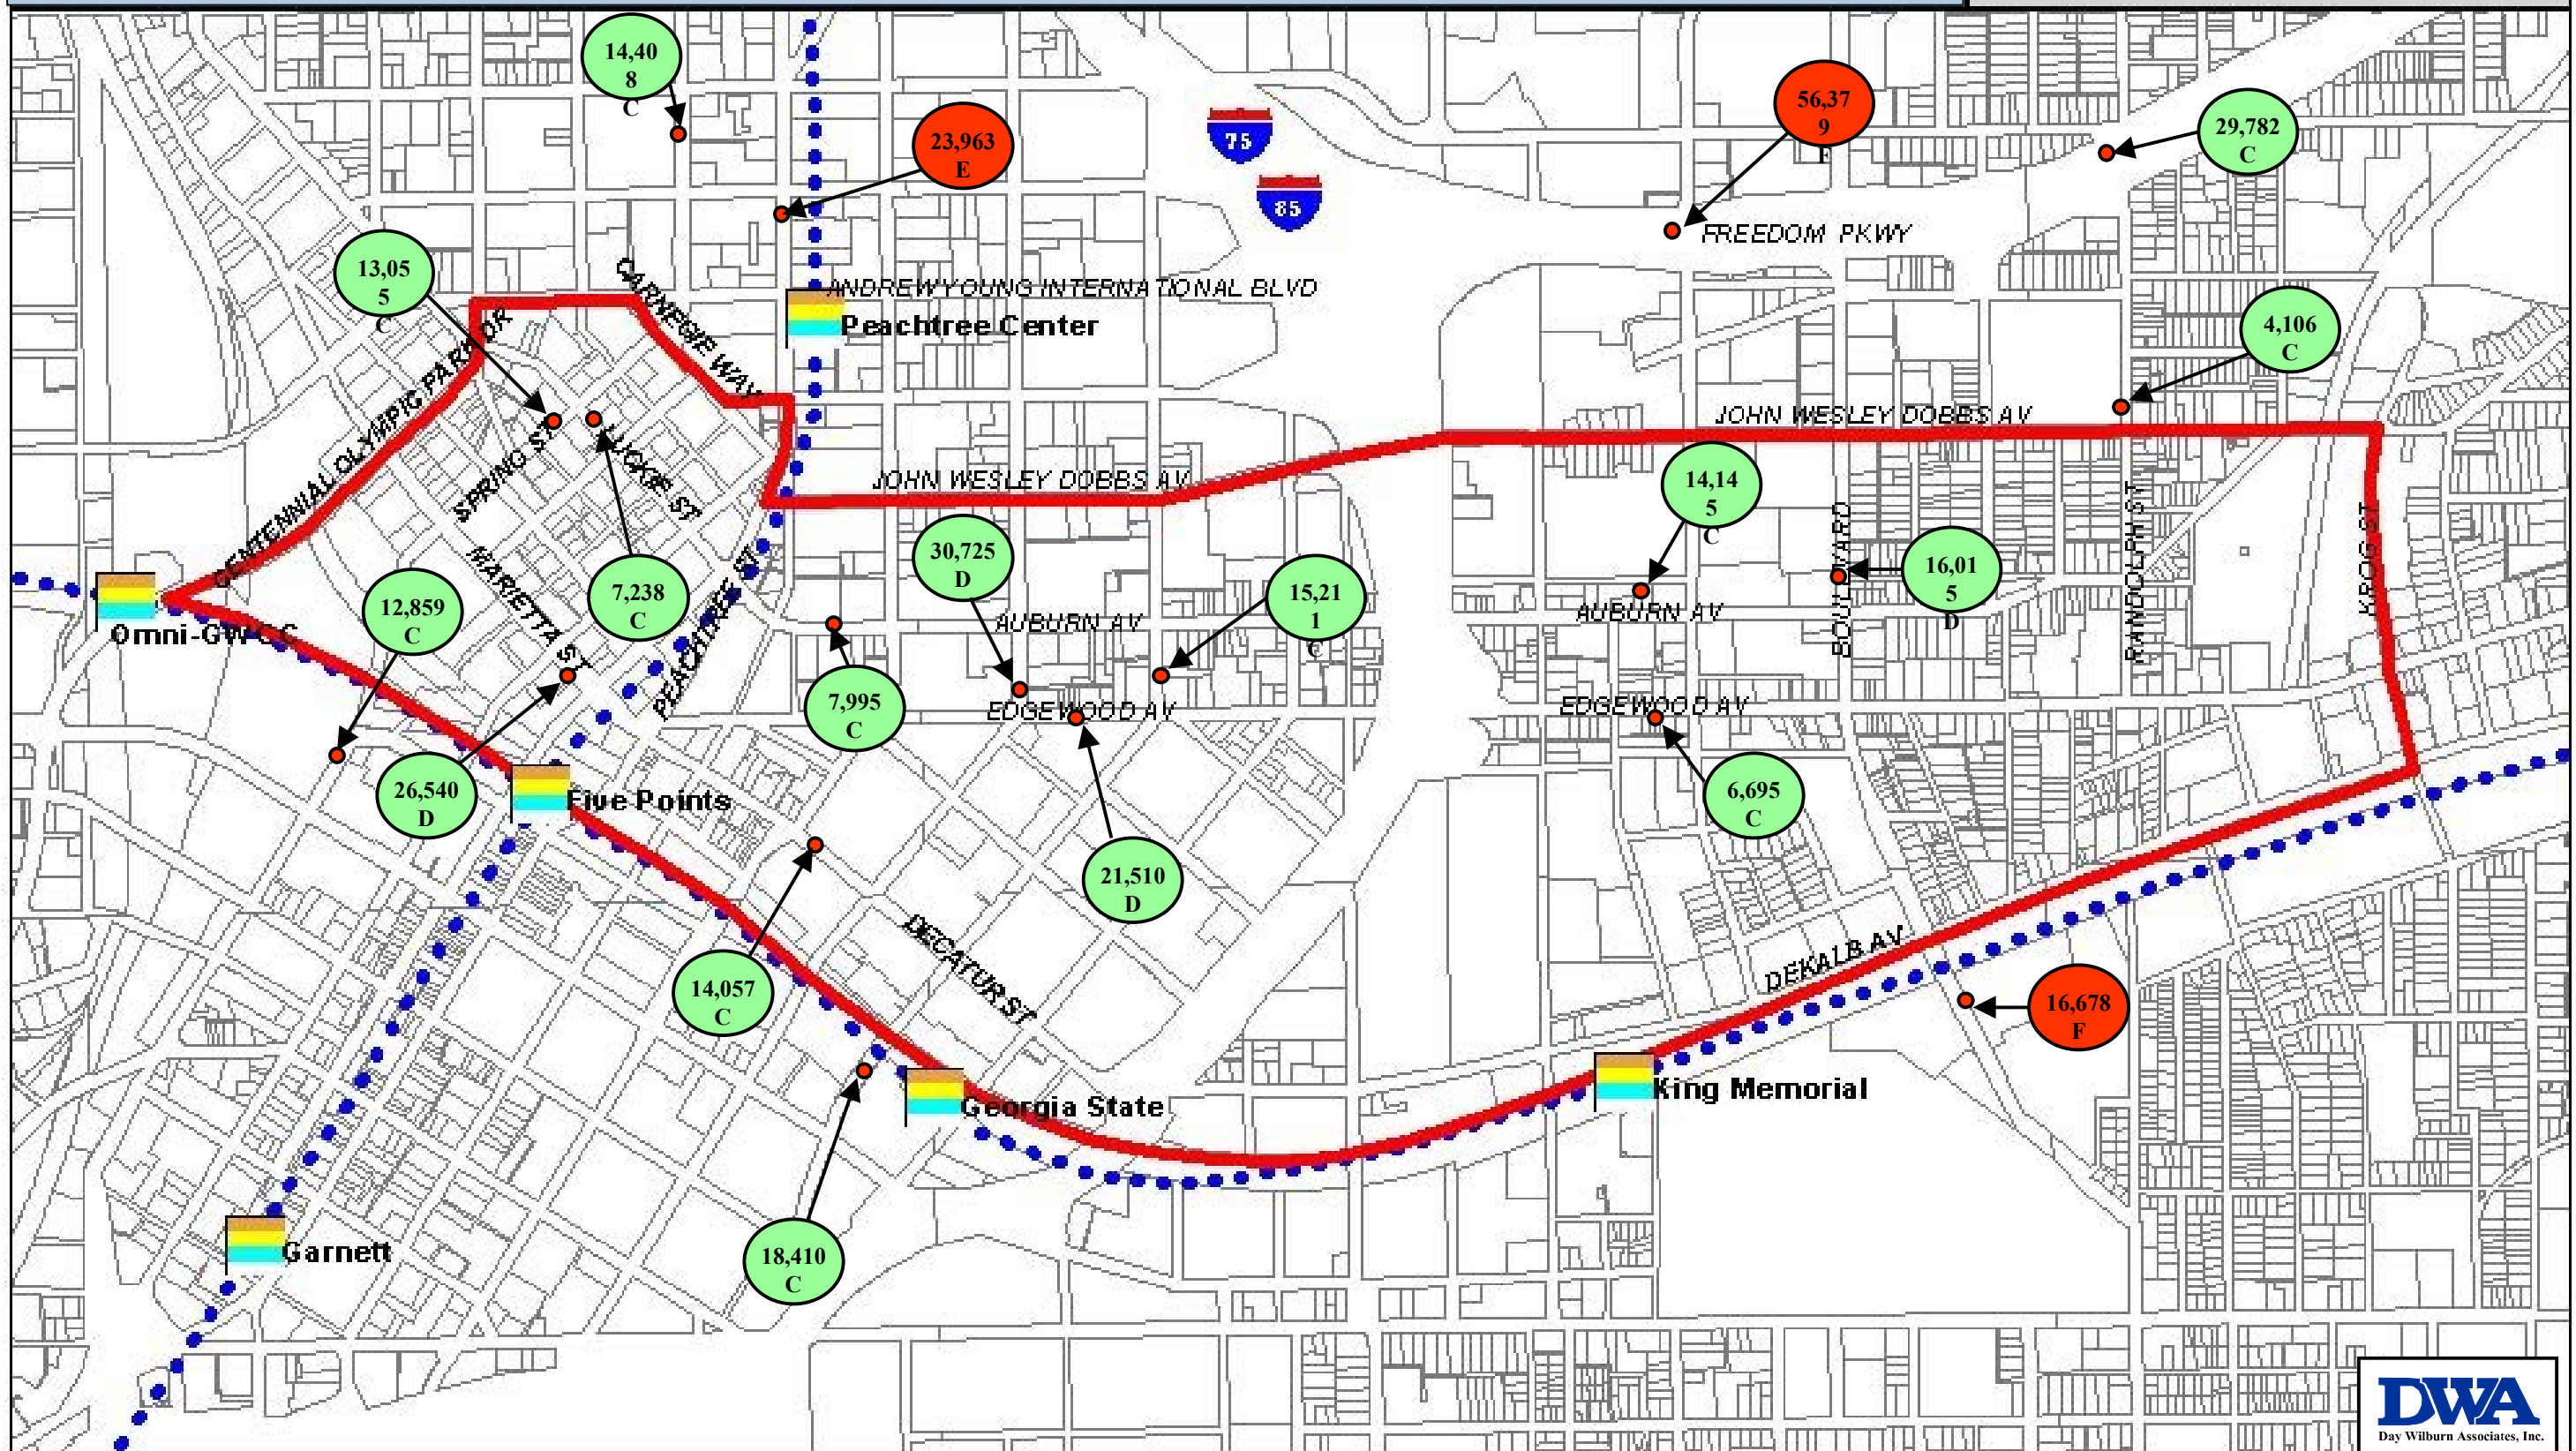 14,40
8
C
56,37
9
F
23,963
E
29,782
C
75
85
FREEDOM PKWY
13,05
5
C
CARNEGIE WAY
ANDREW YOUNG INTERNATIONAL BLVD
Peachtree Center
4,106
C
CENTENNIAL OLYMPIC PARK DR
JOHN WESLEY DOBBS AV
SPRING ST
LUCKIE ST
JOHN WESLEY DOBBS AV
14,14
5
C
BOULEVARD
RANDOLPH ST
KROG ST
MARIETTA ST
PEACHTREE ST
30,725
D
15,21
1
C
16,01
5
D
7,238
C
12,859
C
Omni-GWCC
AUBURN AV
AUBURN AV
7,995
C
EDGEWOOD AV
EDGEWOOD AV
26,540
D
Five Points
6,695
C
21,510
D
DECATUR ST
DEKALB AV
14,057
C
16,678
F
Georgia State
King Memorial
Garnett
18,410
C
DWA
Day Wilburn Associates, Inc.